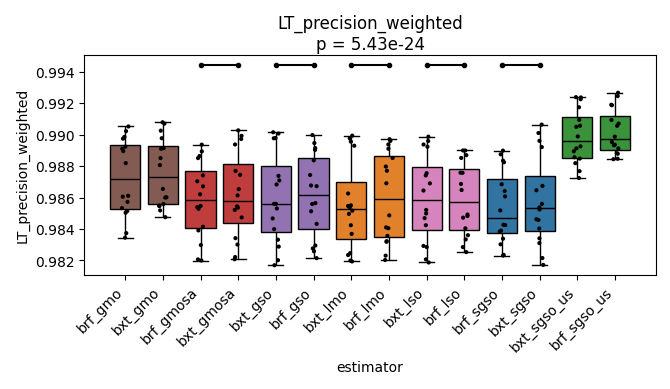 LT_precision_weighted
p = 5.43e-24
LT_precision_weighted
0.994
0.992
0.990
0.988
0.986
0.984
0.982
brf_gmo
bxt_gmo
brf_gmosa
bxt_gmosa
bxt_gso
brf_gso
bxt_lmo
brf_lmo
bxt_lso
brf_lso
brf_sgso
bxt_sgso
bxt_sgso_us
brf_sgso_us
estimator